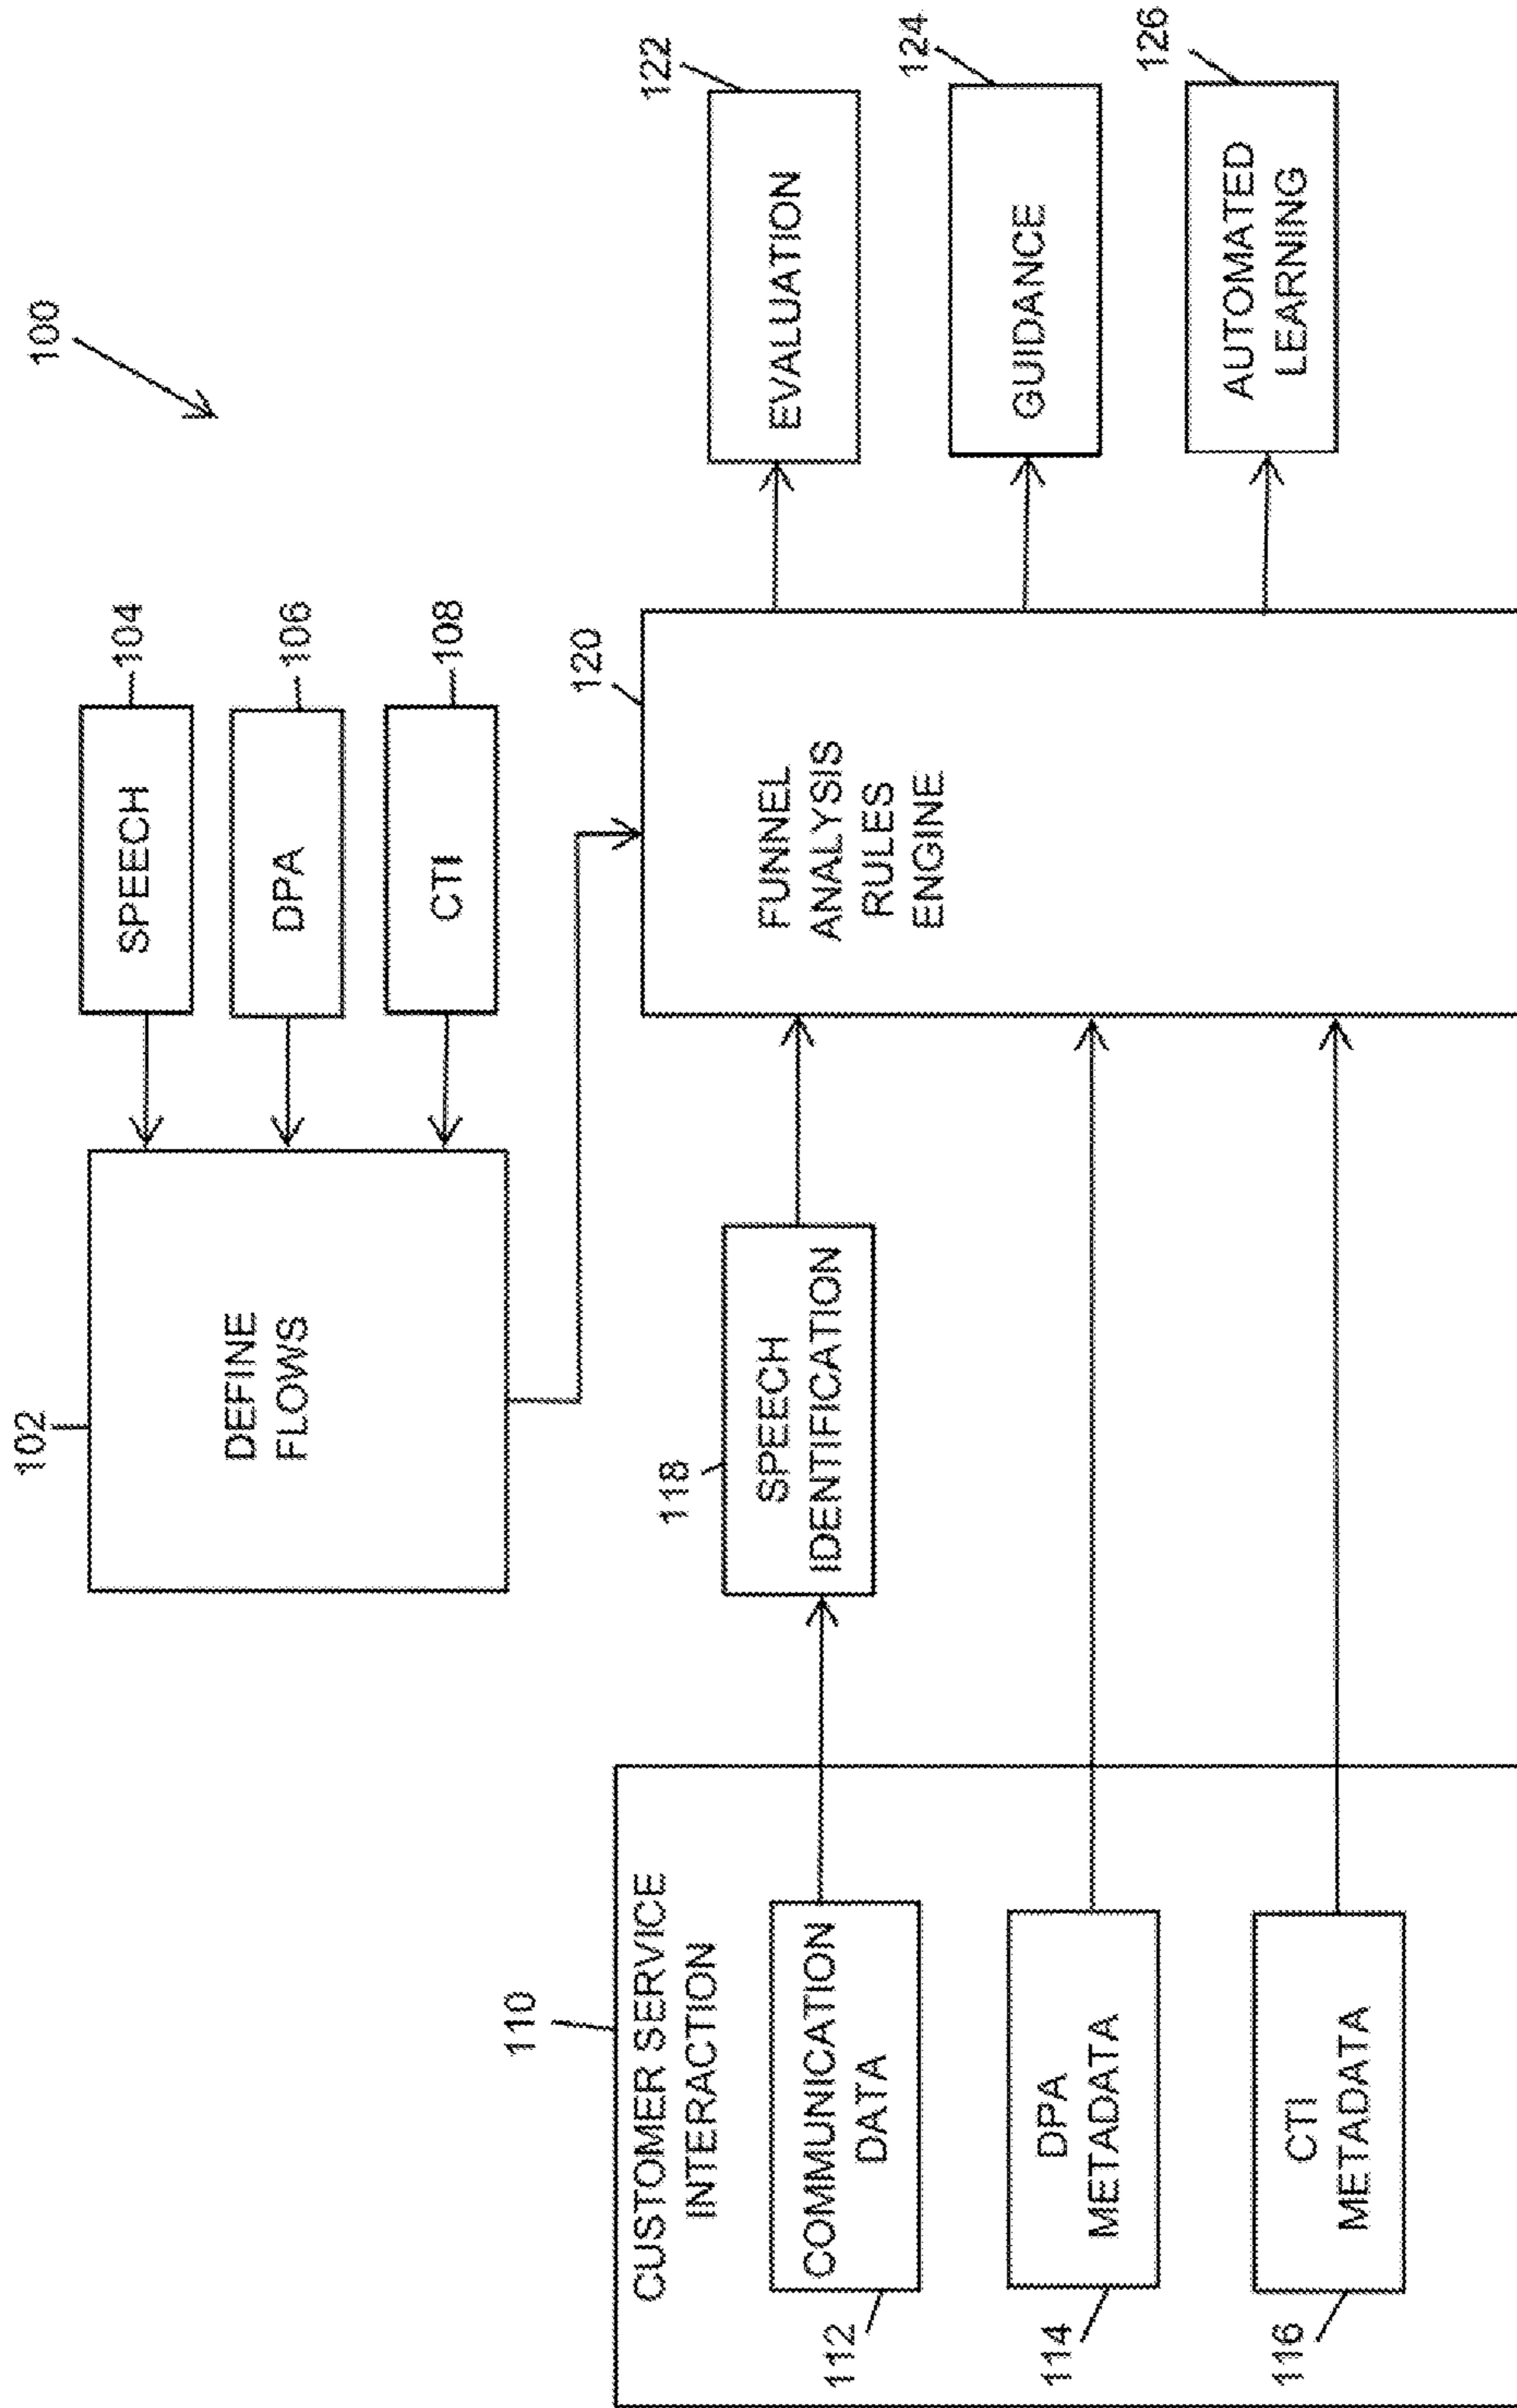 100
102
DEFINE
FLOWS
SPEECH
104
DPA
106
CTI
108
110
CUSTOMER SERVICE
INTERACTION
COMMUNICATION
DATA
112
DPA
METADATA
114
CTI
METADATA
116
118
SPEECH
IDENTIFICATION
120
FUNNEL
ANALYSIS
RULES
ENGINE
EVALUATION
122
GUIDANCE
124
AUTOMATED
LEARNING
126